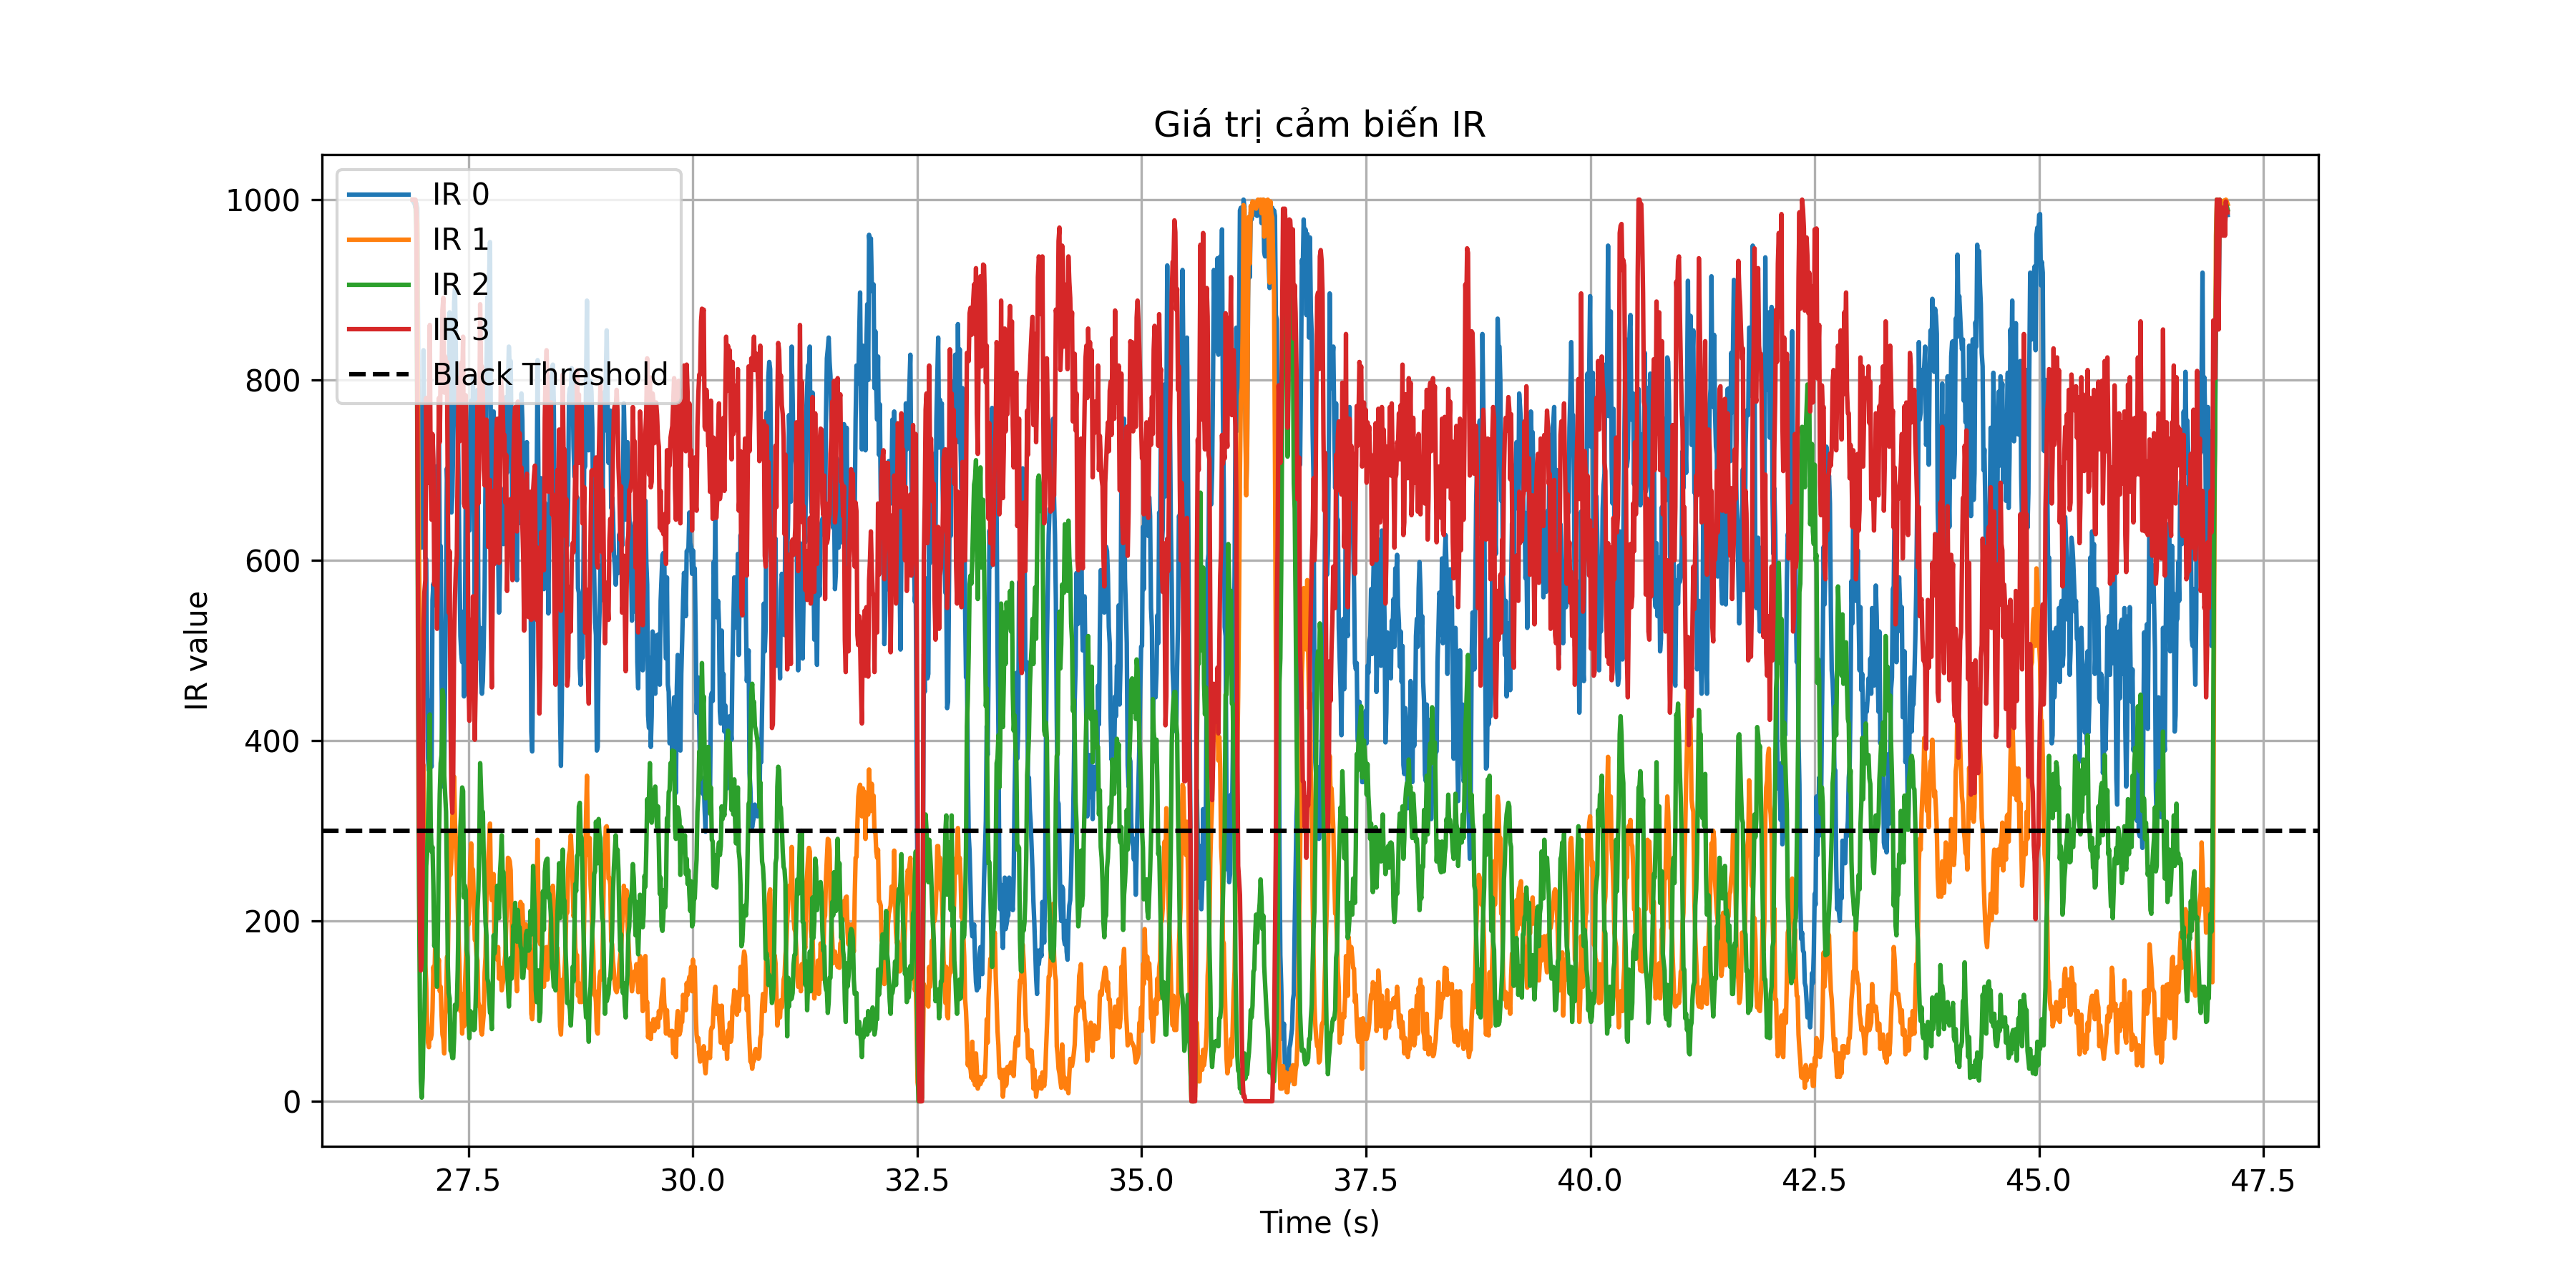 Giá trị cảm biến IR
IR 0
IR 1
IR 2
IR 3
Black Threshold
IR value
1000
800
600
400
200
0
27.5 30.0 32.5 35.0 37.5 40.0 42.5 45.0 47.5
Time (s)